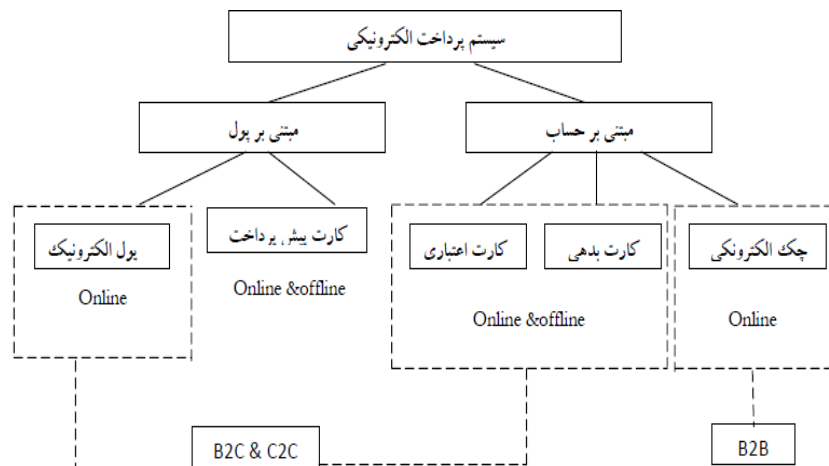 سیستم پرداخت الکترونیکی
مبتنی بر حساب
مبتنی بر پول
چک الکترونکی
کارت بدهی
کارت اعتباری
کارت پیش پرداخت
پول الکترونیک
Online
Online &offline
Online &offline
Online
B2B
B2C & C2C